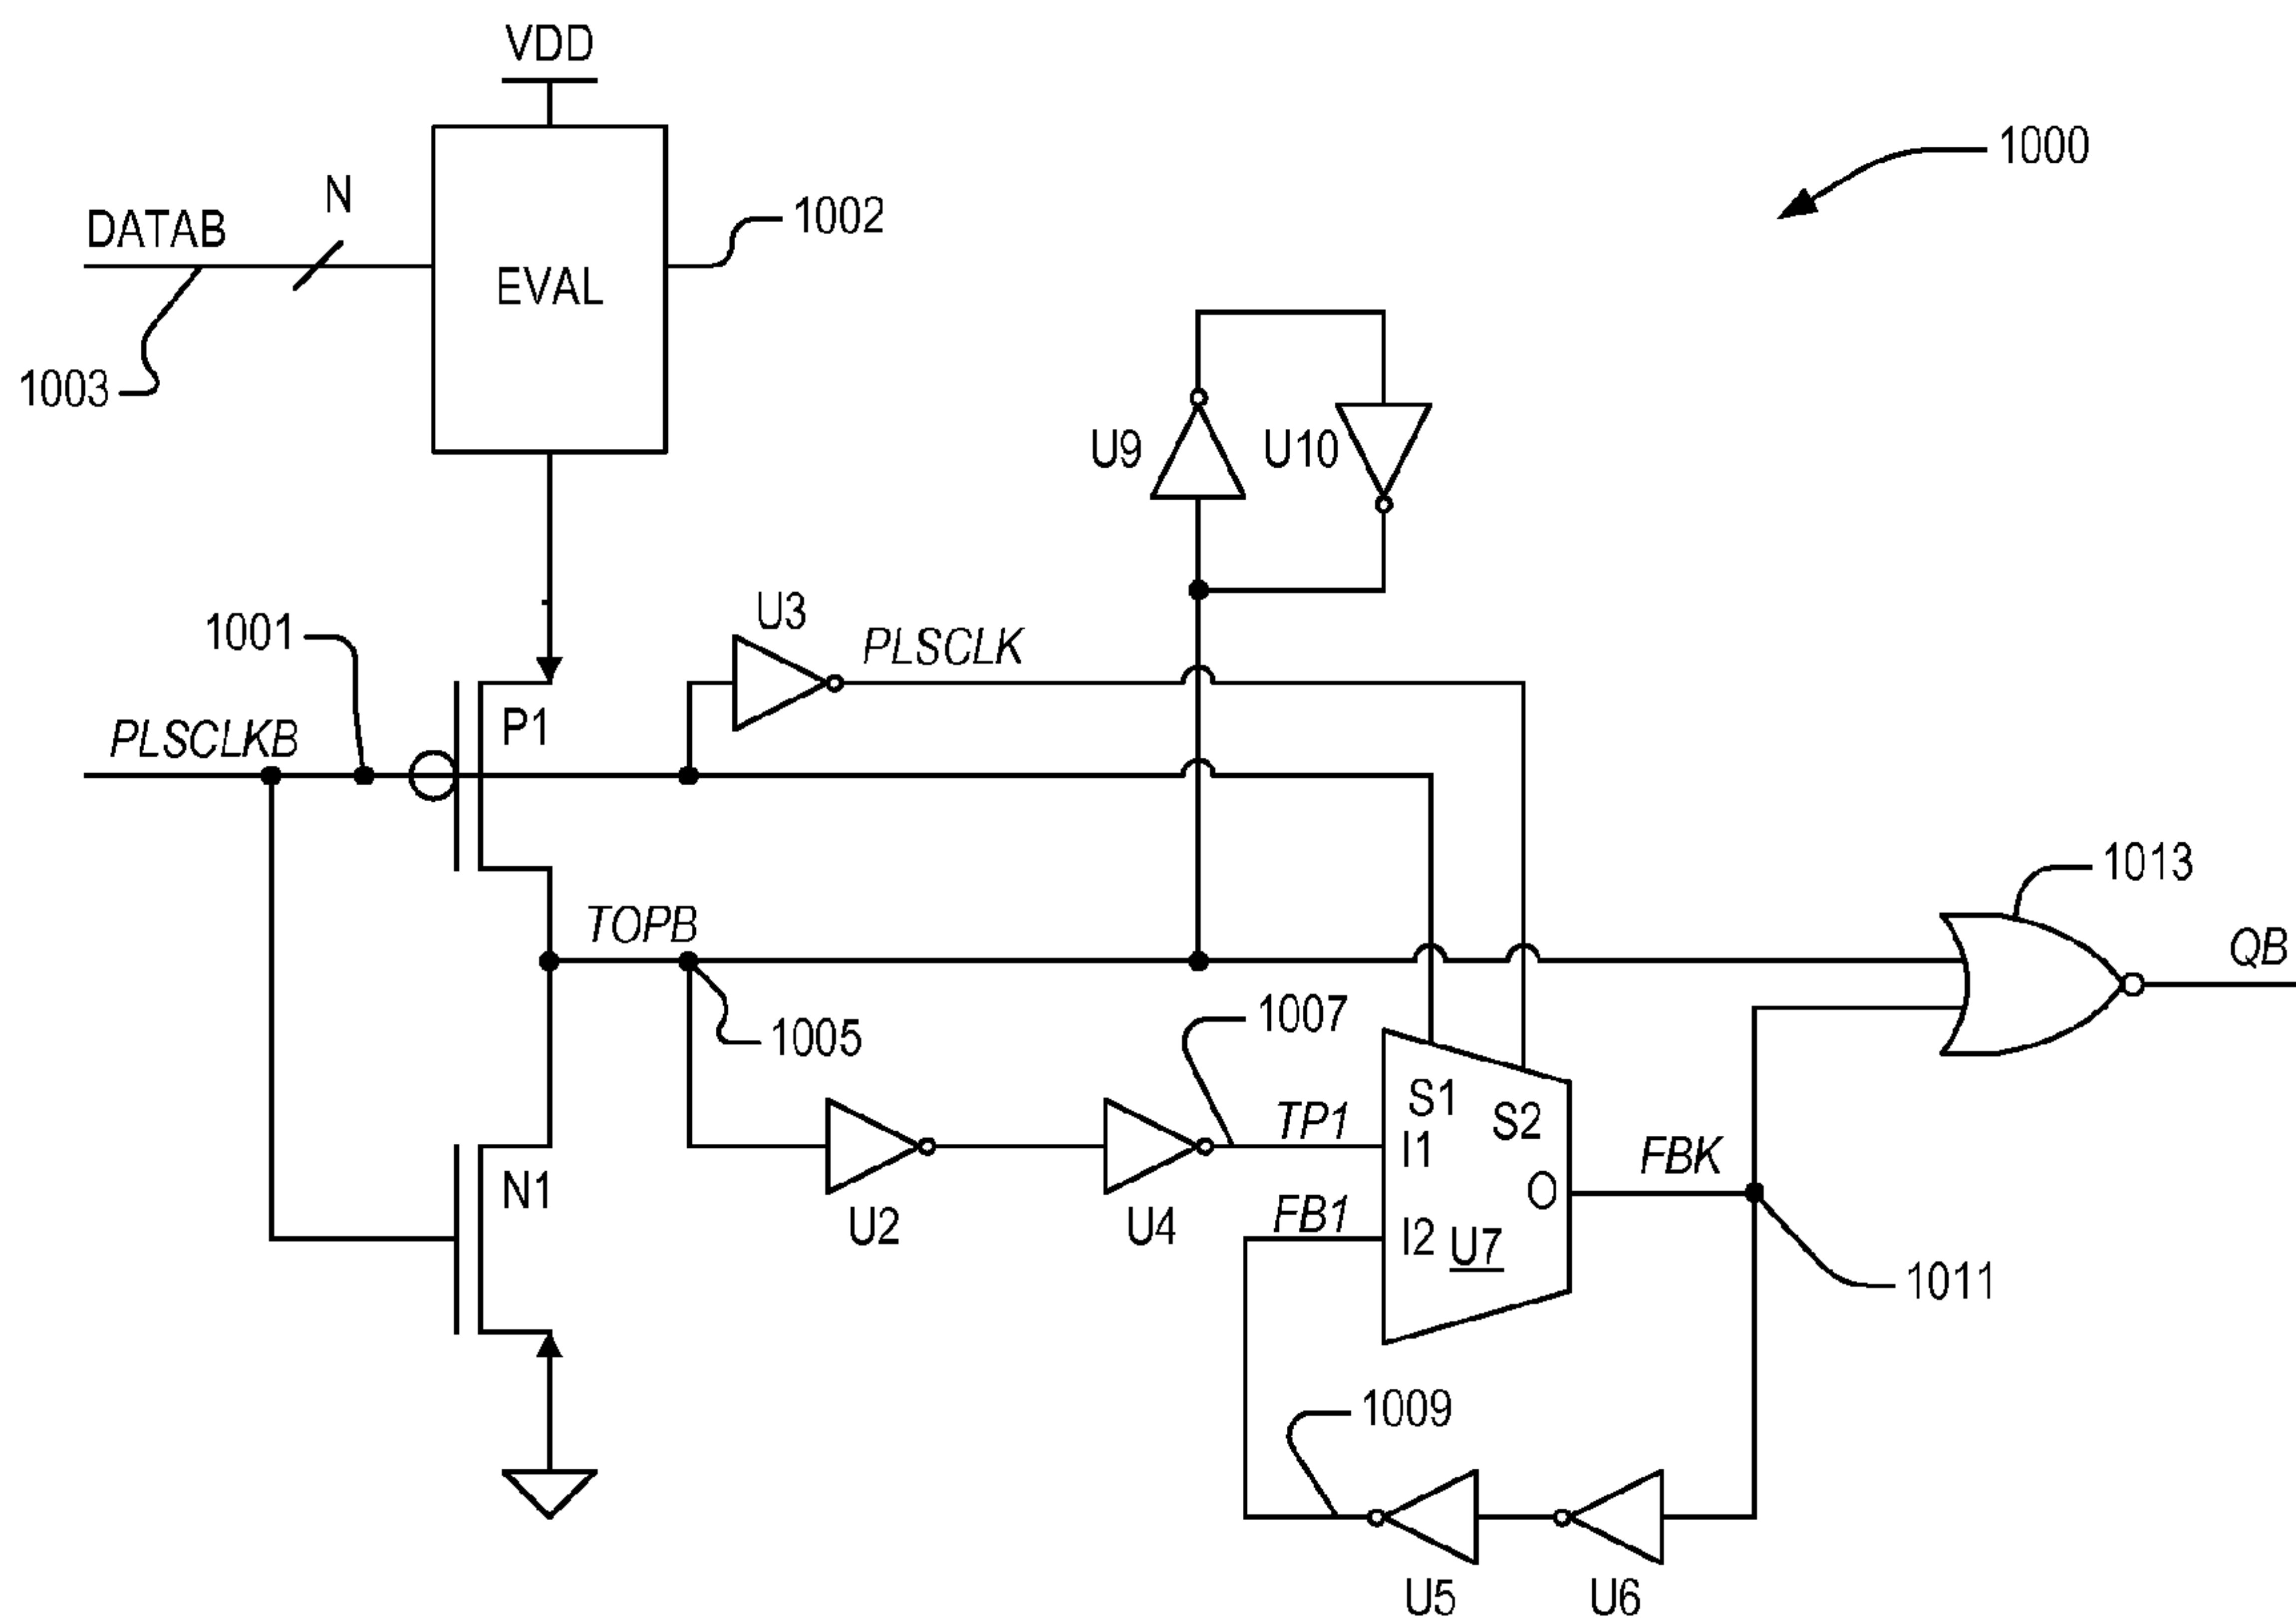 VDD
1000
N
DATAB
1002
EVAL
1003
U9
U10
U3
1001
PLSCLK
P1
PLSCLKB
1013
TOPB
QB
1007
1005
S1
S2
TP1
I1
FBK
N1
O
FB1
I2
U7
U2
U4
1011
1009
U5
U6